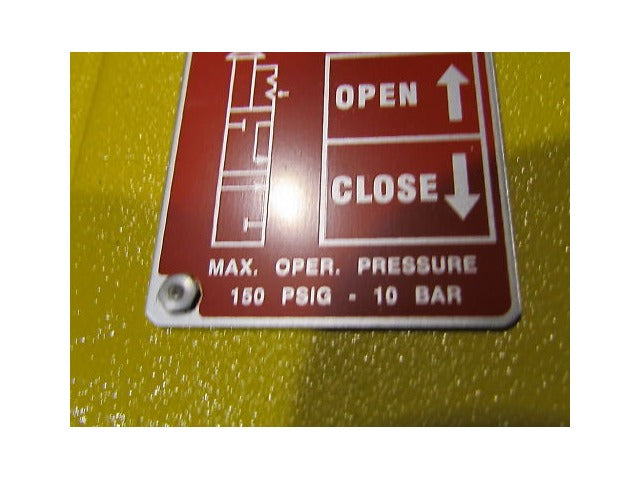 OPEN
CLOSE
MAX. OPER. PRESSURE
150 PSIG - 10 BAR